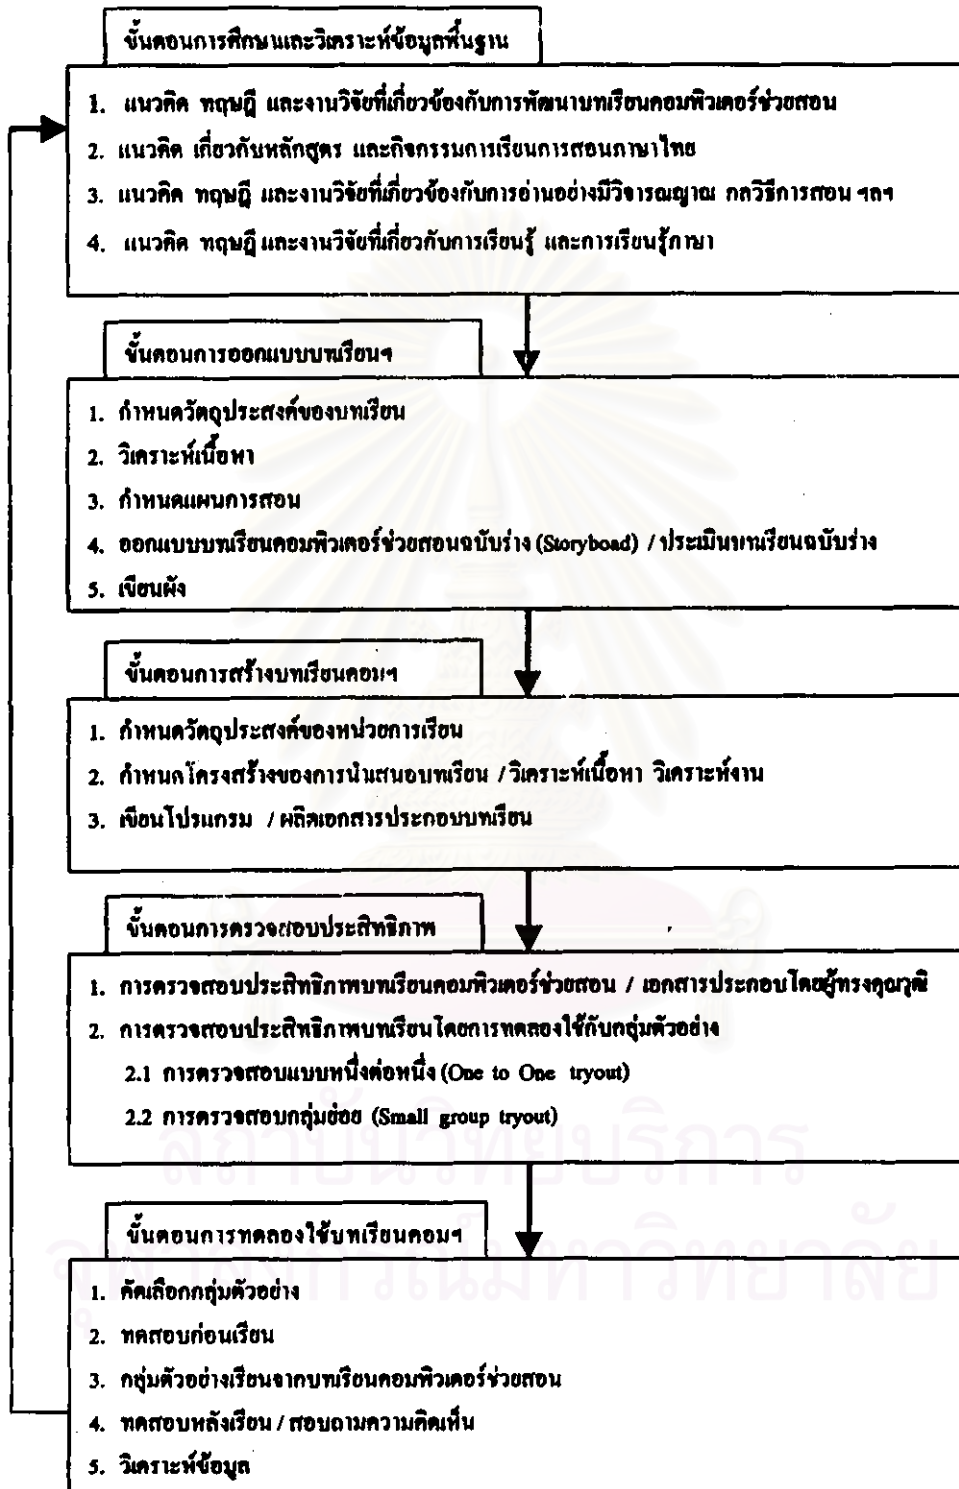 ขั้นตอนการศึกษาและวิเคราะห์ข้อมูลพื้นฐาน
1. แนวคิด ทฤษฎี และงานวิจัยที่เกี่ยวข้องกับการพัฒนาบทเรียนคอมพิวเตอร์ช่วยสอน
2. แนวคิด เกี่ยวกับหลักสูตร และกิจกรรมการเรียนการสอนภาษาไทย
3. แนวคิด ทฤษฎี และงานวิจัยที่เกี่ยวข้องกับการอ่านอย่างมีวิจารณญาณ กลวิธีการสอน ฯลฯ
4. แนวคิด ทฤษฎี และงานวิจัยที่เกี่ยวกับการเรียนรู้ และการเรียนรู้ภาษา
ขั้นตอนการออกแบบบทเรียนฯ
1. กำหนดวัตถุประสงค์ของบทเรียน
2. วิเคราะห์เนื้อหา
3. กำหนดแผนการสอน
4. ออกแบบบทเรียนคอมพิวเตอร์ช่วยสอนฉบับร่าง (Storyboad) / ประเมินบทเรียนฉบับร่าง
5. เขียนผัง
ขั้นตอนการสร้างบทเรียนคอมฯ
1. กำหนดวัตถุประสงค์ของหน่วยการเรียน
2. กำหนดโครงสร้างของการนำเสนอบทเรียน / วิเคราะห์เนื้อหา วิเคราะห์งาน
3. เขียนโปรแกรม / ผลิตเอกสารประกอบบทเรียน
ขั้นตอนการตรวจสอบประสิทธิภาพ
1. การตรวจสอบประสิทธิภาพบทเรียนคอมพิวเตอร์ช่วยสอน / เอกสารประกอบโดยผู้ทรงคุณวุฒิ
2. การตรวจสอบประสิทธิภาพบทเรียนโดยการทดลองใช้กับกลุ่มตัวอย่าง
2.1 การตรวจสอบแบบหนึ่งต่อหนึ่ง (One to One tryout)
2.2 การตรวจสอบกลุ่มย่อย (Small group tryout)
สถาบันวิทยบริการ
ขั้นตอนการทดลองใช้บทเรียนคอมฯ
จุฬาลงกรณ์มหาวิทยาลัย
1. คัดเลือกกลุ่มตัวอย่าง
2. ทดสอบก่อนเรียน
3. กลุ่มตัวอย่างเรียนจากบทเรียนคอมพิวเตอร์ช่วยสอน
4. ทดสอบหลังเรียน / สอบถามความคิดเห็น
5. วิเคราะห์ข้อมูล